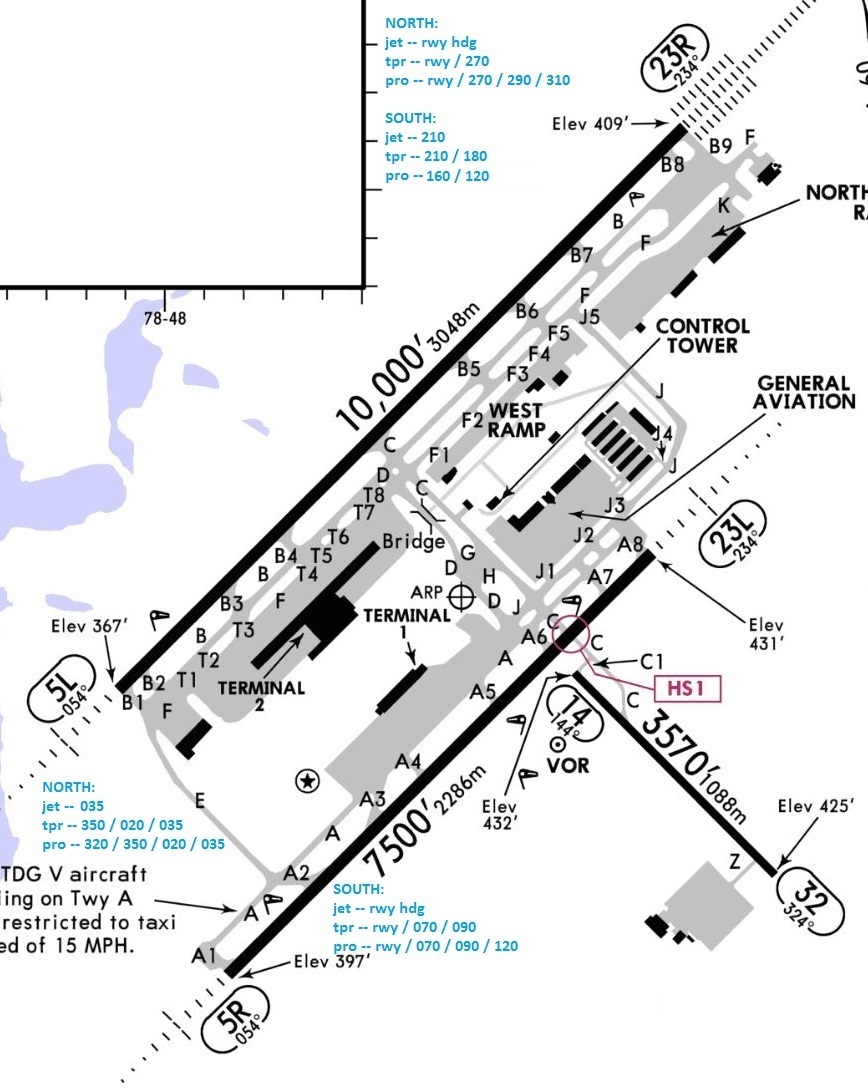 NORTH:
jet -- rwy hdg
tpr -- rwy / 270
pro -- rwy / 270 / 290 / 310
SOUTH:
jet -- 210
tpr -- 210 / 180
pro -- 160 / 120
23R
234°
Elev 409'
B9
F
B8
K
NORTH
RA
B
F
B7
78-48
F
B6
J5
10,000' 3048m
F5
CONTROL
TOWER
F4
B5
F3
J
GENERAL
AVIATION
WEST
RAMP
F2
J4
C
F1
J
D
C
T8
T7
J3
23L
234°
T6
Bridge
J2
A8
B4
T5
G
B
T4
D
H
J1
A7
F
ARP
D
J
B3
TERMINAL
1
C
Elev
431'
Elev 367'
B
T3
A6
C
T2
A
C1
5L
054°
B2
T1
TERMINAL
2
A5
HS1
B1
F
14
144°
C
3570' 1088m
VOR
A4
NORTH:
jet -- 035
tpr -- 350 / 020 / 035
pro -- 320 / 350 / 020 / 035
E
A3
Elev
432'
Elev 425'
A
7500' 2286m
Z
TDG V aircraft
iing on Twy A
restricted to taxi
ed of 15 MPH.
A2
SOUTH:
jet -- rwy hdg
tpr -- rwy / 070 / 090
pro -- rwy / 070 / 090 / 120
32
324°
A
A1
Elev 397'
5R
054°